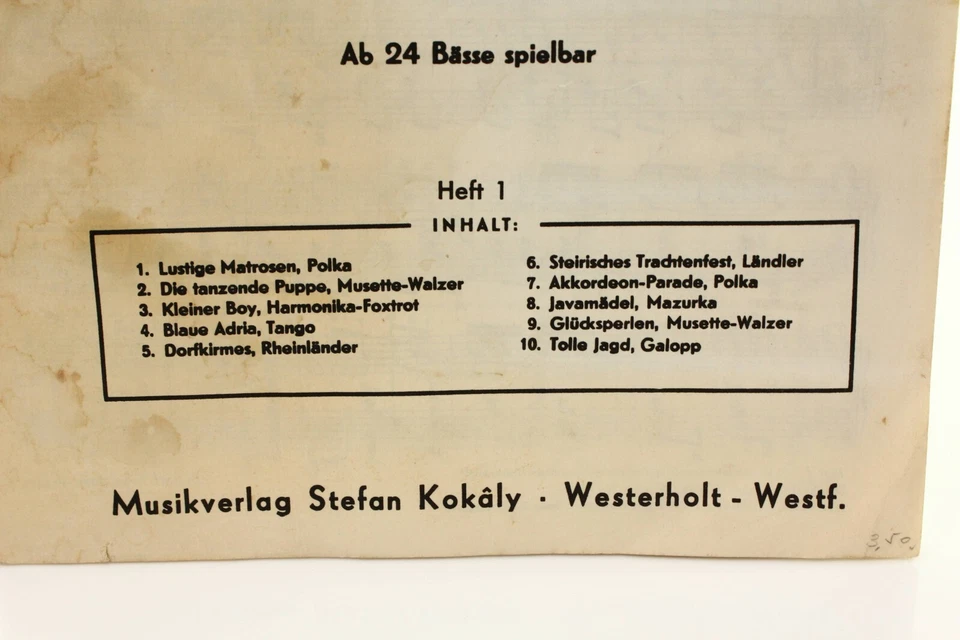 Ab 24 Bässe spielbar
Heft 1
INHALT:
1. Lustige Matrosen, Polka
2. Die tanzende Puppe, Musette-Walzer
3. Kleiner Boy, Harmonika-Foxtrot
4. Blaue Adria, Tango
5. Dorfkirmes, Rheinländer
6. Steirisches Trachtenfest, Ländler
7. Akkordeon-Parade, Polka
8. Javamädel, Mazurka
9. Glücksperlen, Musette-Walzer
10. Tolle Jagd, Galopp
Musikverlag Stefan Kokâly · Westerholt - Westf.
3,50,